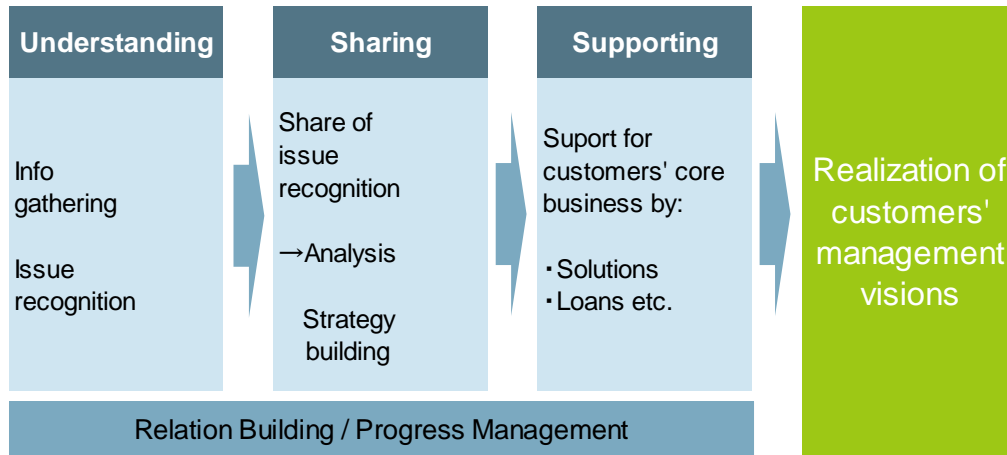 Understanding
Info
gathering
Issue
recognition
Sharing
Share of
issue
recognition
→Analysis
Strategy
building
Supporting
Suport for
customers' core
business by:
・Solutions
・Loans etc.
Realization of
customers'
management
visions
Relation Building / Progress Management